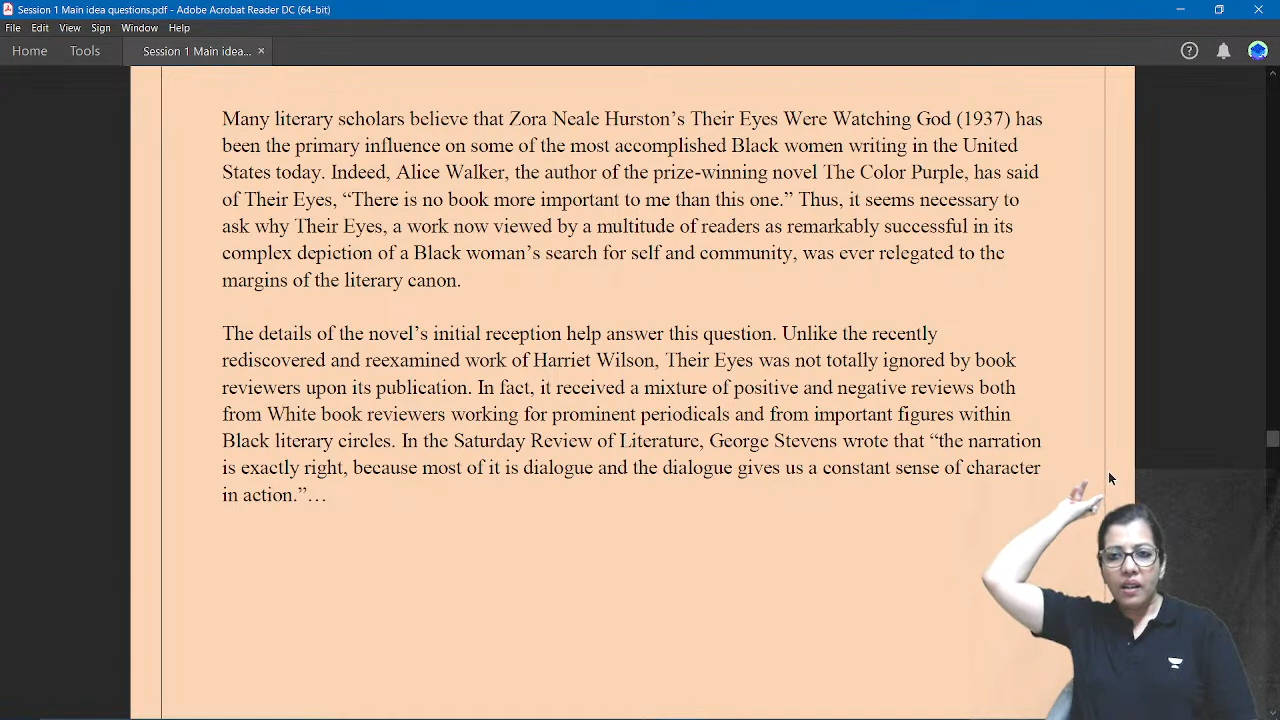 Session 1 Main idea questions.pdf - Adobe Acrobat Reader DC (64-bit)
File Edit View Sign Window Help
Home Tools Session 1 Main idea... ×
Many literary scholars believe that Zora Neale Hurston’s Their Eyes Were Watching God (1937) has
been the primary influence on some of the most accomplished Black women writing in the United
States today. Indeed, Alice Walker, the author of the prize-winning novel The Color Purple, has said
of Their Eyes, “There is no book more important to me than this one.” Thus, it seems necessary to
ask why Their Eyes, a work now viewed by a multitude of readers as remarkably successful in its
complex depiction of a Black woman’s search for self and community, was ever relegated to the
margins of the literary canon.
The details of the novel’s initial reception help answer this question. Unlike the recently
rediscovered and reexamined work of Harriet Wilson, Their Eyes was not totally ignored by book
reviewers upon its publication. In fact, it received a mixture of positive and negative reviews both
from White book reviewers working for prominent periodicals and from important figures within
Black literary circles. In the Saturday Review of Literature, George Stevens wrote that “the narration
is exactly right, because most of it is dialogue and the dialogue gives us a constant sense of character
in action.”…